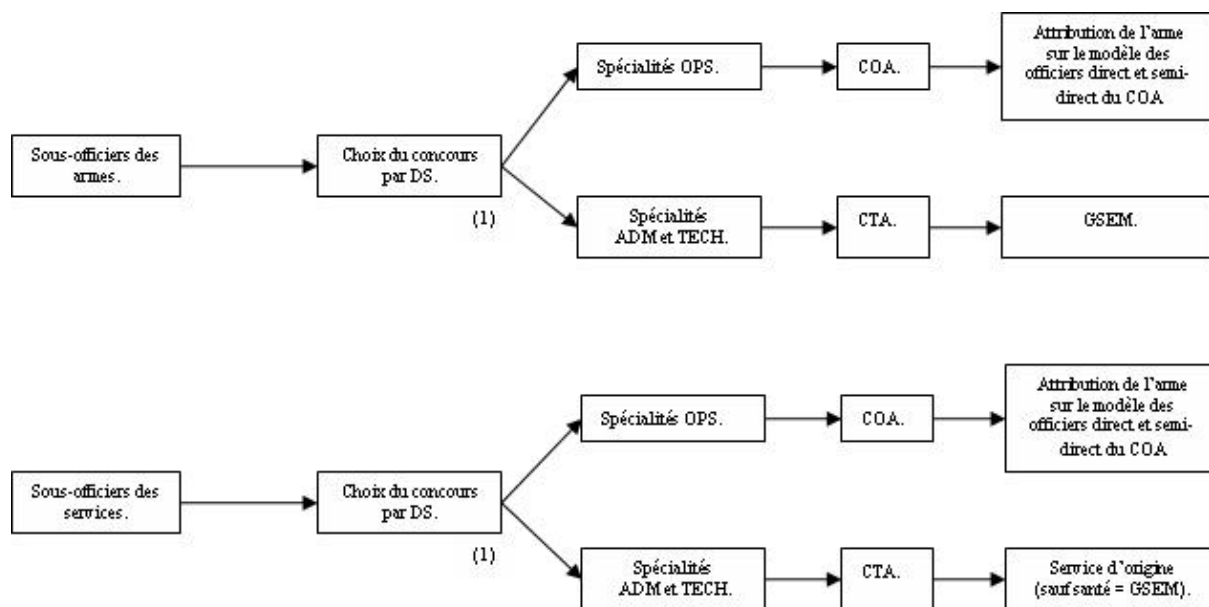 Sous-officiers des
armes.
Choix du concours
par DS.
(1)
Spécialités OPS.
COA.
Attribution de l'arme
sur le modèle des
officiers direct et semi-
direct du COA
Spécialités
ADM et TECH.
CTA.
GSEM.
Sous-officiers des
services.
Choix du concours
par DS.
(1)
Spécialités OPS.
COA.
Attribution de l'arme
sur le modèle des
officiers direct et semi-
direct du COA
Spécialités
ADM et TECH.
CTA.
Service d'origine
(sauf santé = GSEM).